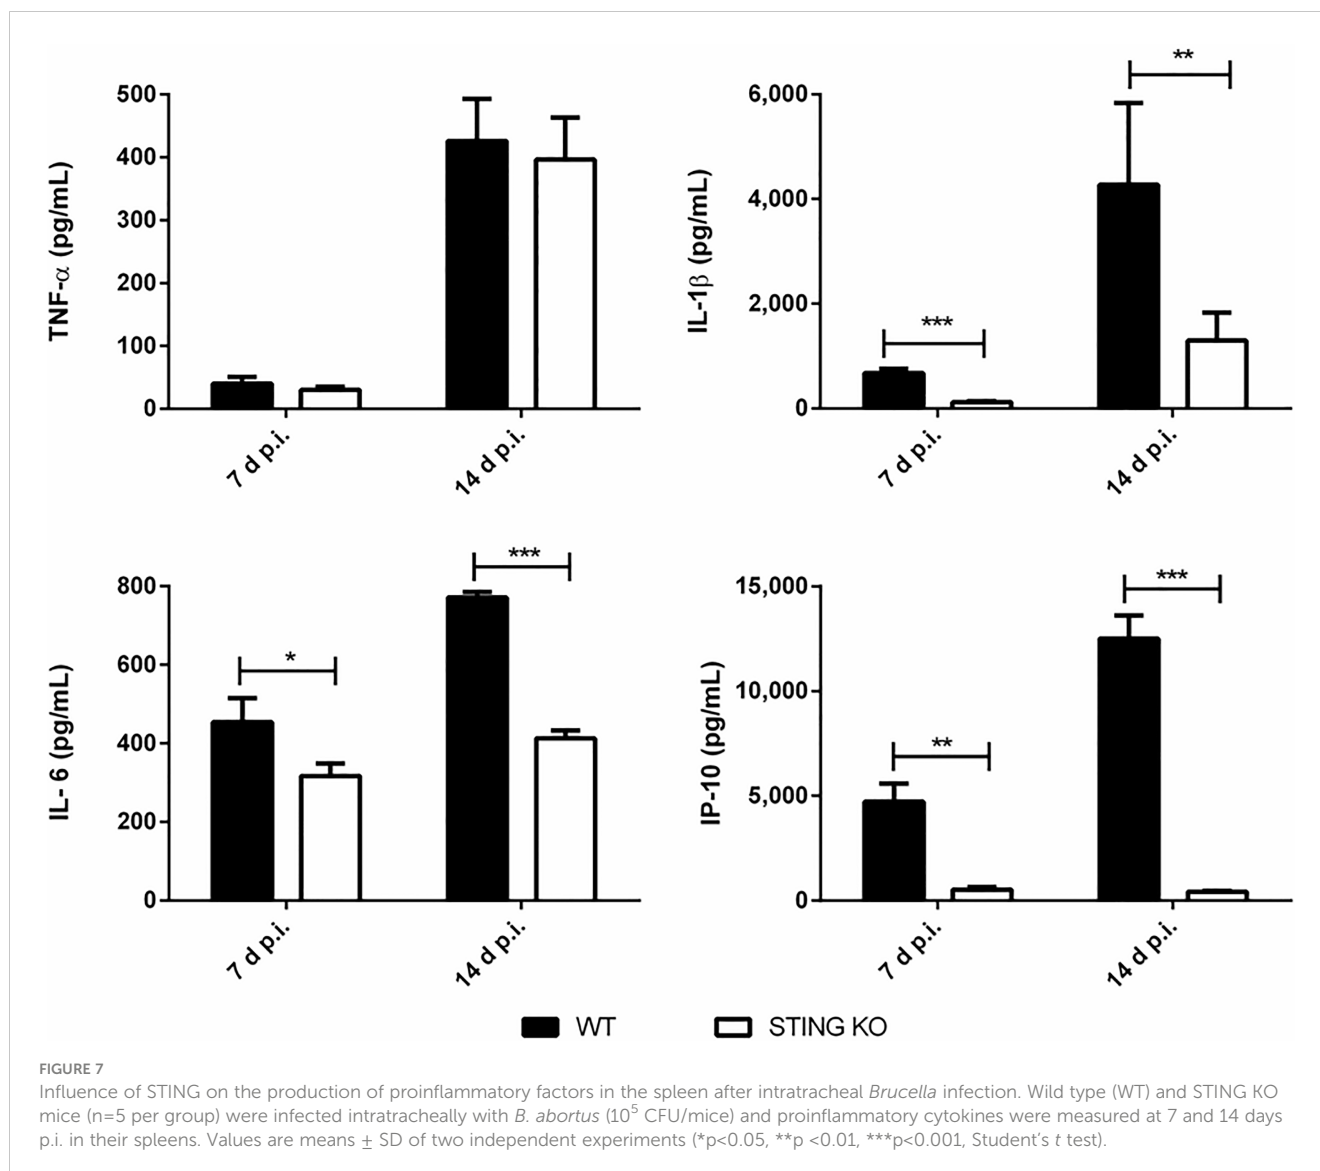 500
400
300
200
100
0
TNF-α (pg/mL)
7 d p.i.
14 d p.i.
**
6,000
4,000
2,000
0
IL-1β (pg/mL)
***
7 d p.i.
14 d p.i.
***
800
600
400
200
0
IL- 6 (pg/mL)
*
7 d p.i.
14 d p.i.
***
15,000
10,000
5,000
0
IP-10 (pg/mL)
**
7 d p.i.
14 d p.i.
WT
STING KO
FIGURE 7
Influence of STING on the production of proinflammatory factors in the spleen after intratracheal Brucella infection. Wild type (WT) and STING KO
mice (n=5 per group) were infected intratracheally with B. abortus (10⁵ CFU/mice) and proinflammatory cytokines were measured at 7 and 14 days
p.i. in their spleens. Values are means ± SD of two independent experiments (*p<0.05, **p <0.01, ***p<0.001, Student's t test).